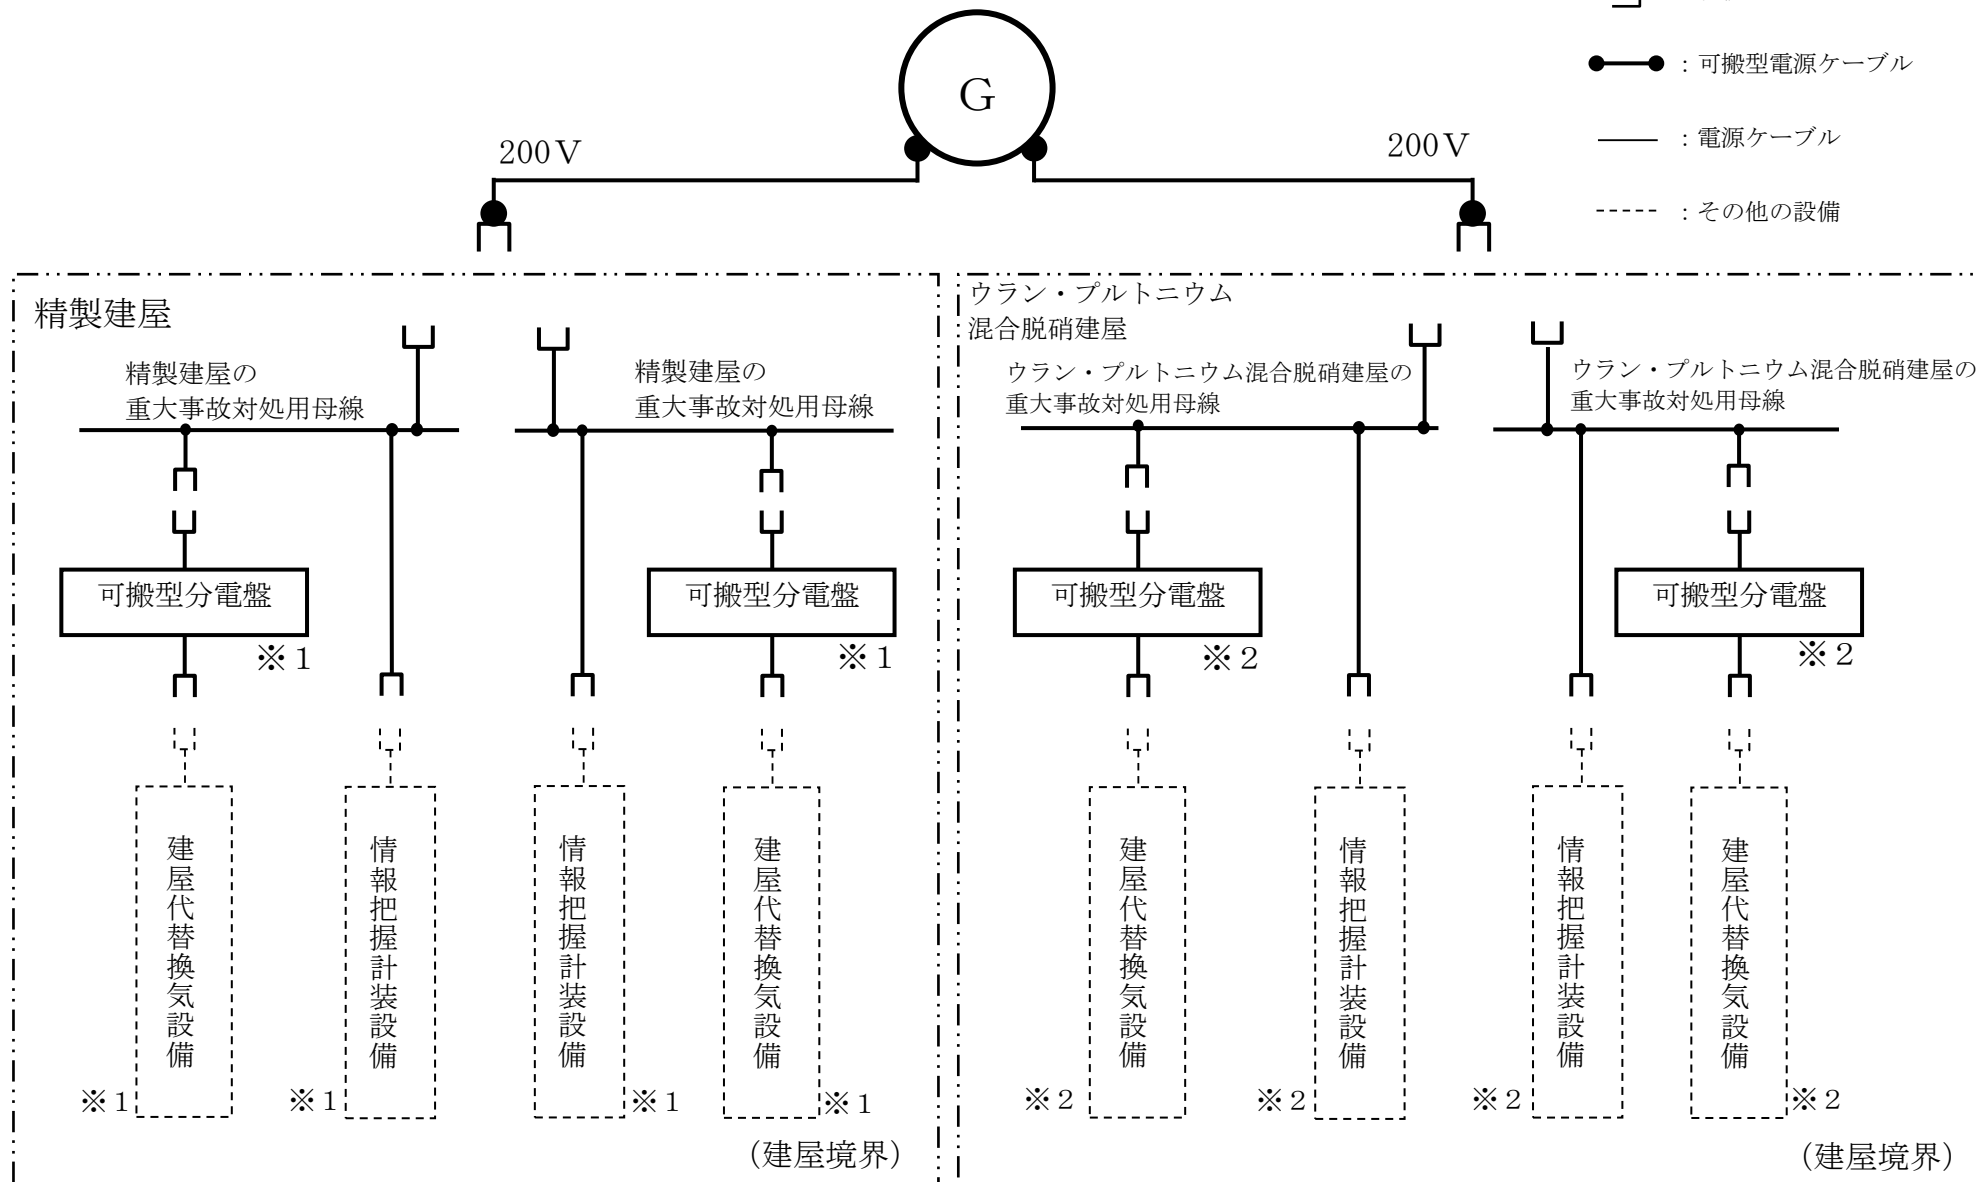 G
200V
200V
：可搬型電源ケーブル
：電源ケーブル
：その他の設備
精製建屋
精製建屋の
重大事故対処用母線
精製建屋の
重大事故対処用母線
可搬型分電盤
※１
可搬型分電盤
※１
建屋代替換気設備
※１
情報把握計装設備
※１
情報把握計装設備
※１
建屋代替換気設備
※１
（建屋境界）
ウラン・プルトニウム
混合脱硝建屋
ウラン・プルトニウム混合脱硝建屋の
重大事故対処用母線
ウラン・プルトニウム混合脱硝建屋の
重大事故対処用母線
可搬型分電盤
※２
可搬型分電盤
※２
建屋代替換気設備
※２
情報把握計装設備
※２
情報把握計装設備
※２
建屋代替換気設備
※２
（建屋境界）